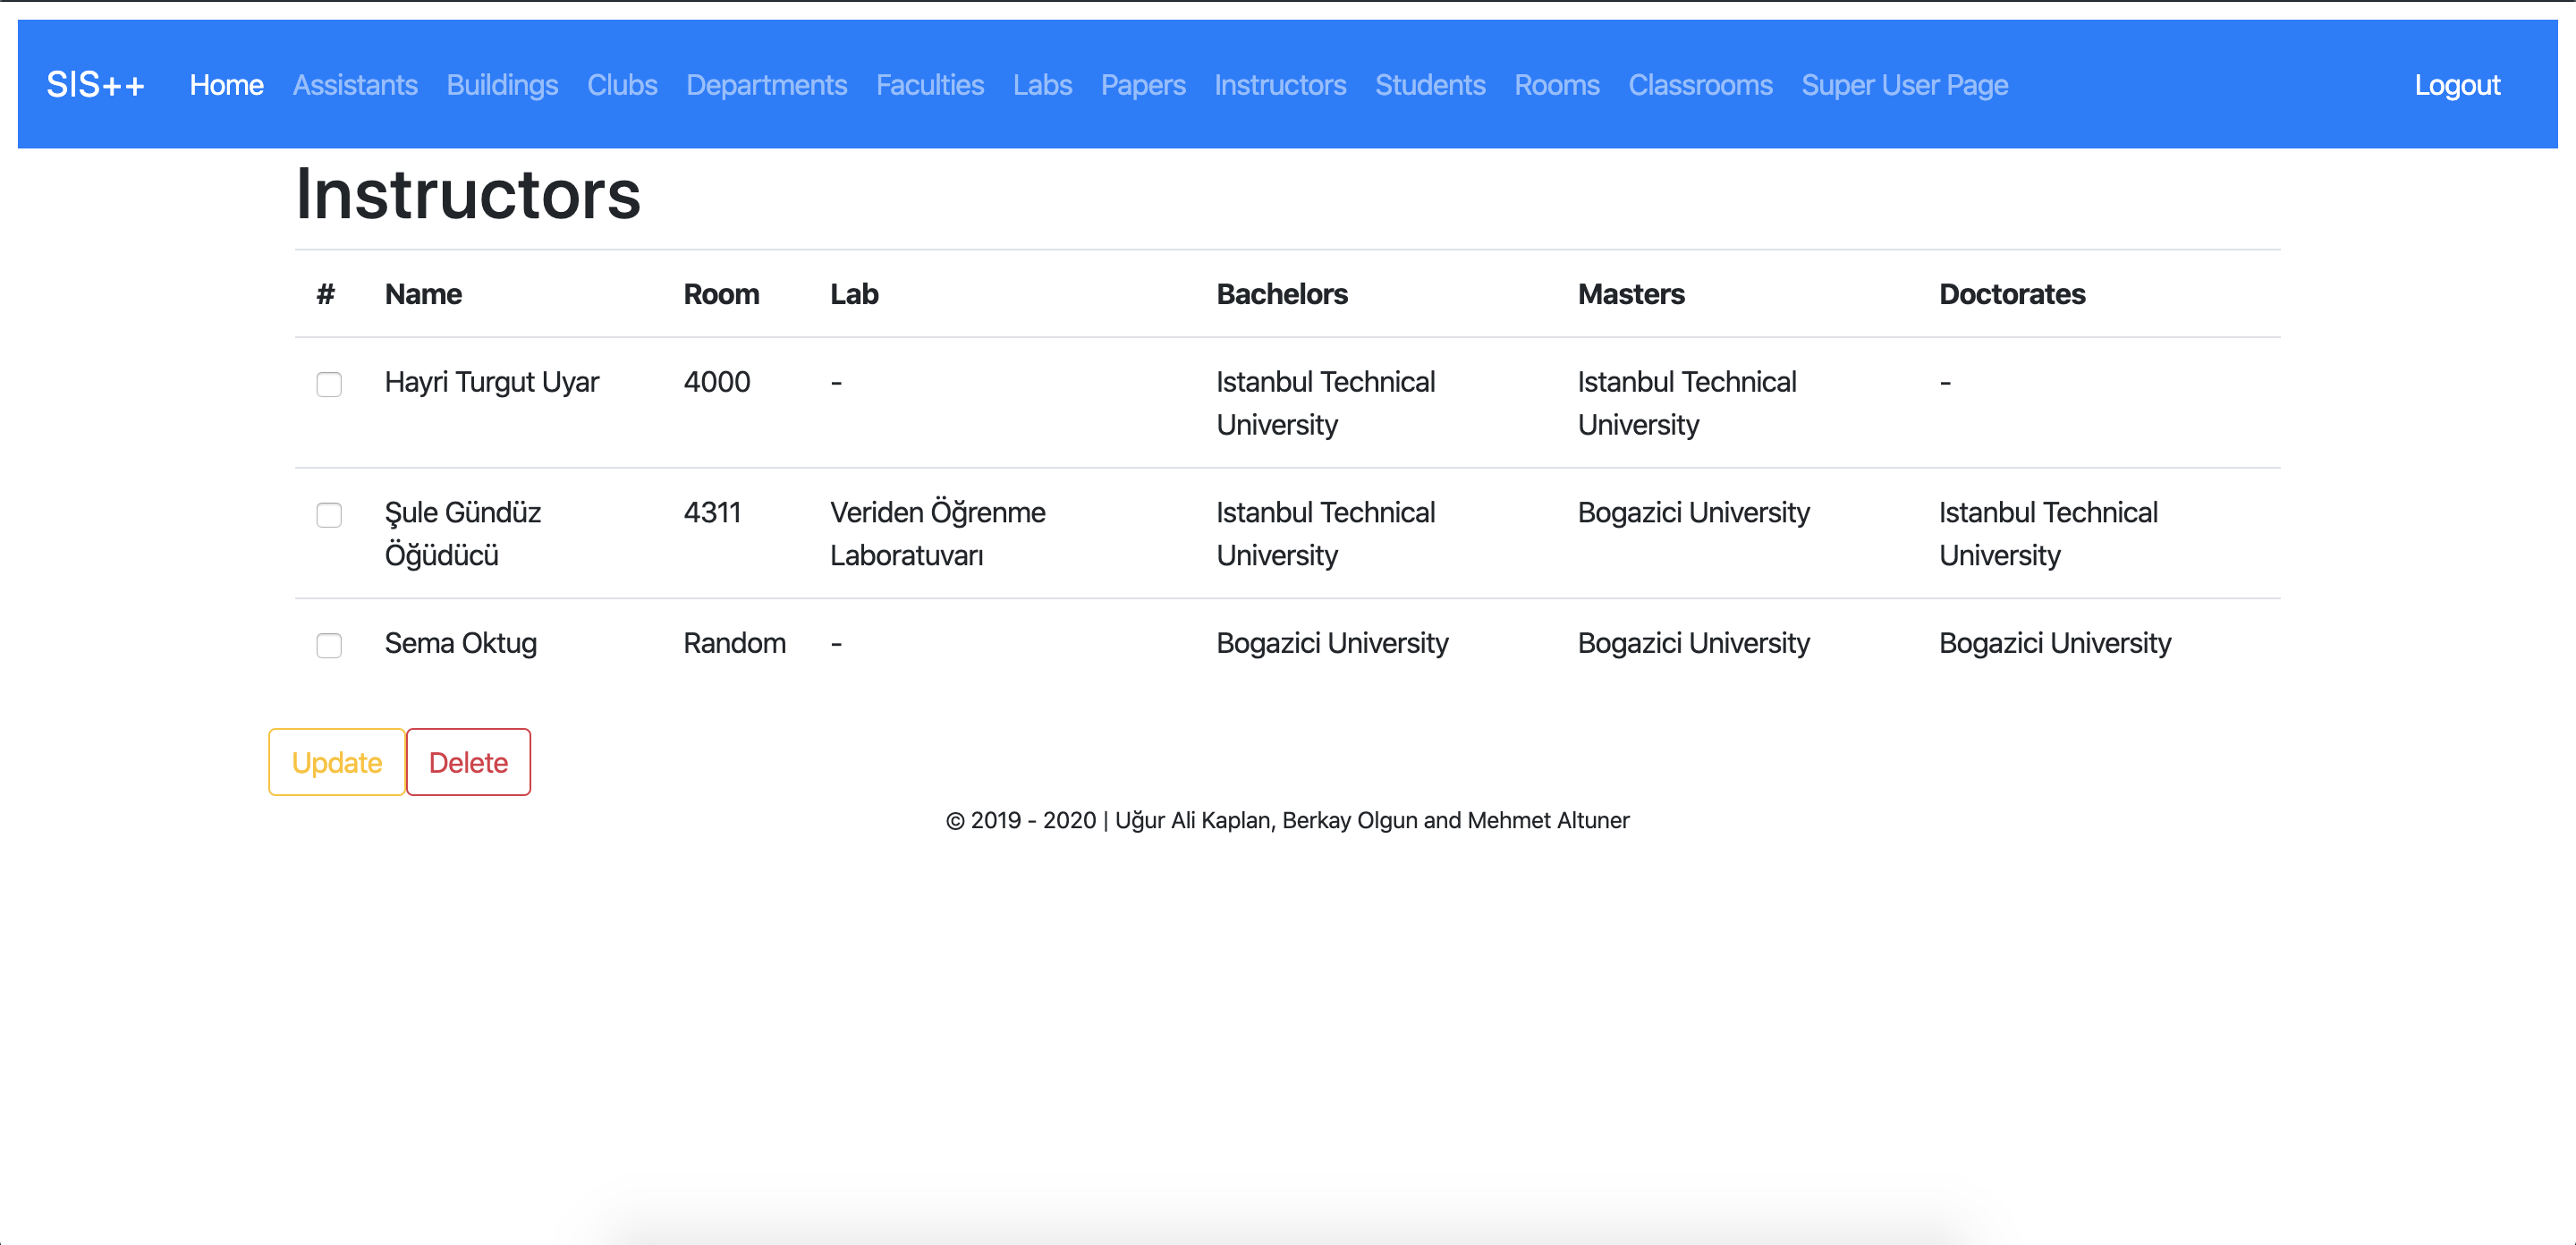 SIS++ Home Assistants Buildings Clubs Departments Faculties Labs Papers Instructors Students Rooms Classrooms Super User Page Logout
Instructors
# Name Room Lab Bachelors Masters Doctorates
Hayri Turgut Uyar 4000 - Istanbul Technical Istanbul Technical -
University University
Şule Gündüz 4311 Veriden Öğrenme Istanbul Technical Bogazici University Istanbul Technical
Öğüdücü Laboratuvarı University University
Sema Oktug Random - Bogazici University Bogazici University Bogazici University
Update Delete
© 2019 - 2020 | Uğur Ali Kaplan, Berkay Olgun and Mehmet Altuner